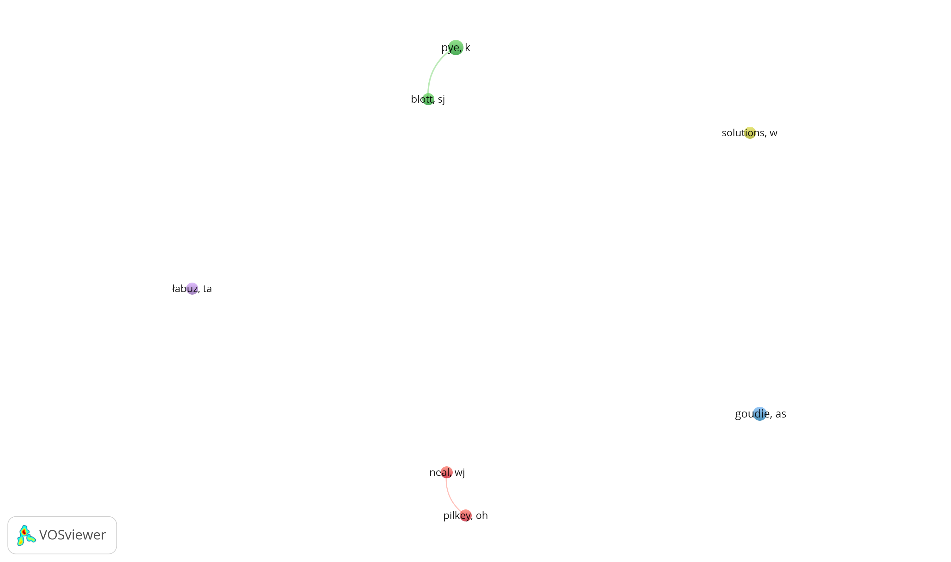 pye, k
blott, sj
solutions, w
łabuz, ta
goudie, as
neal, wj
pilkey, oh
VOSviewer